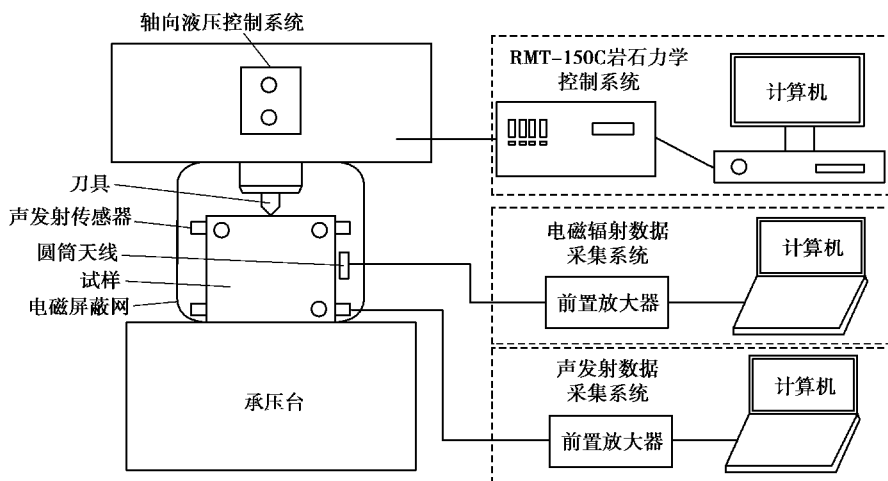 轴向液压控制系统
RMT-150C岩石力学
控制系统
计算机
刀具
声发射传感器
圆筒天线
试样
电磁屏蔽网
承压台
电磁辐射数据
采集系统
前置放大器
计算机
声发射数据
采集系统
前置放大器
计算机